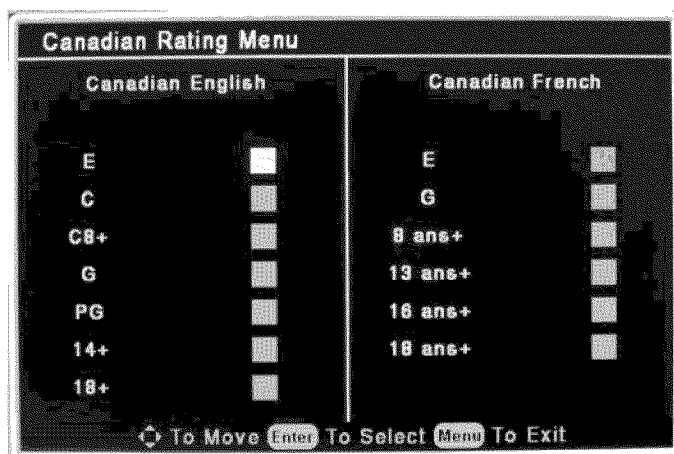 Canadian Rating Menu
Canadian English
E
C
C8+
G
PG
14+
18+
Canadian French
E
G
8 ans+
13 ans+
16 ans+
18 ans+
To Move Enter To Select Menu To Exit